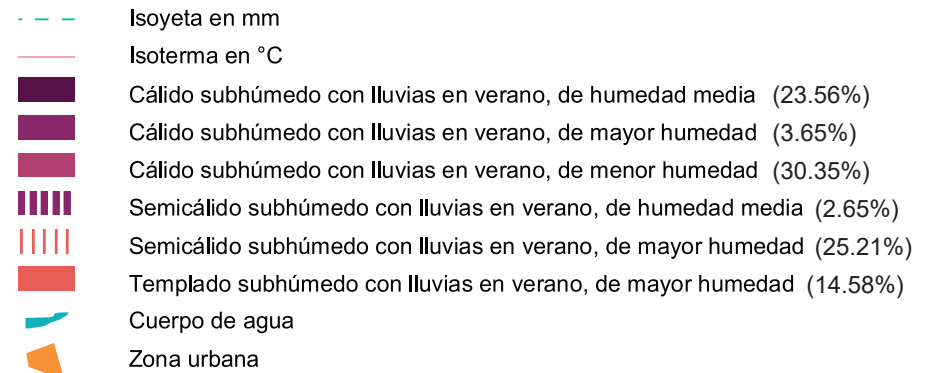 Isoyeta en mm
Isoterma en °C
Cálido subhúmedo con lluvias en verano, de humedad media (23.56%)
Cálido subhúmedo con lluvias en verano, de mayor humedad (3.65%)
Cálido subhúmedo con lluvias en verano, de menor humedad (30.35%)
Semicálido subhúmedo con lluvias en verano, de humedad media (2.65%)
Semicálido subhúmedo con lluvias en verano, de mayor humedad (25.21%)
Templado subhúmedo con lluvias en verano, de mayor humedad (14.58%)
Cuerpo de agua
Zona urbana